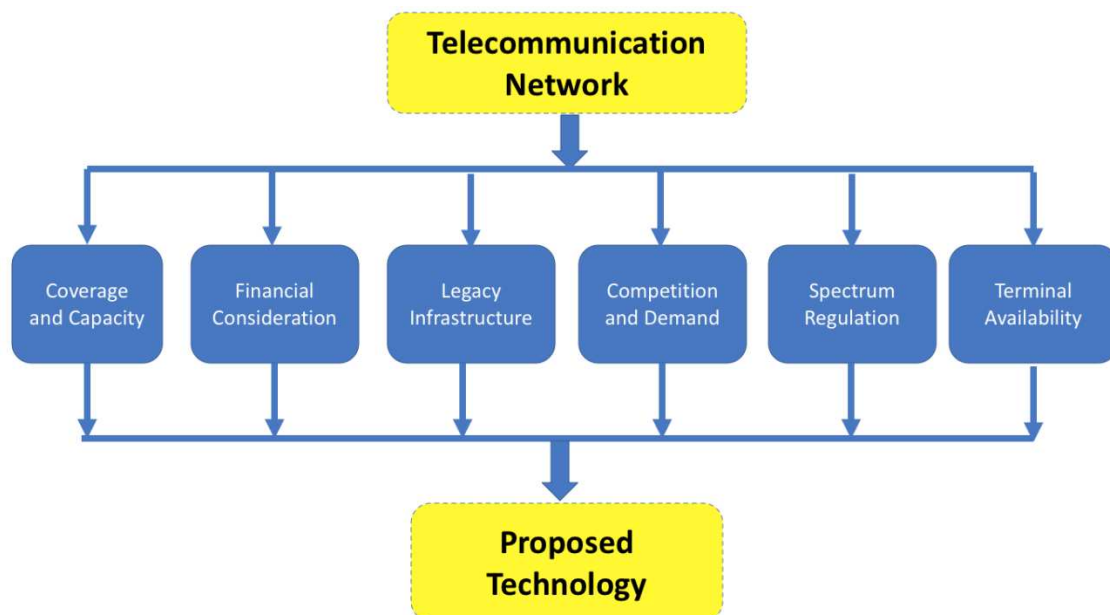 Telecommunication
Network
Coverage
and Capacity
Financial
Consideration
Legacy
Infrastructure
Competition
and Demand
Spectrum
Regulation
Terminal
Availability
Proposed
Technology